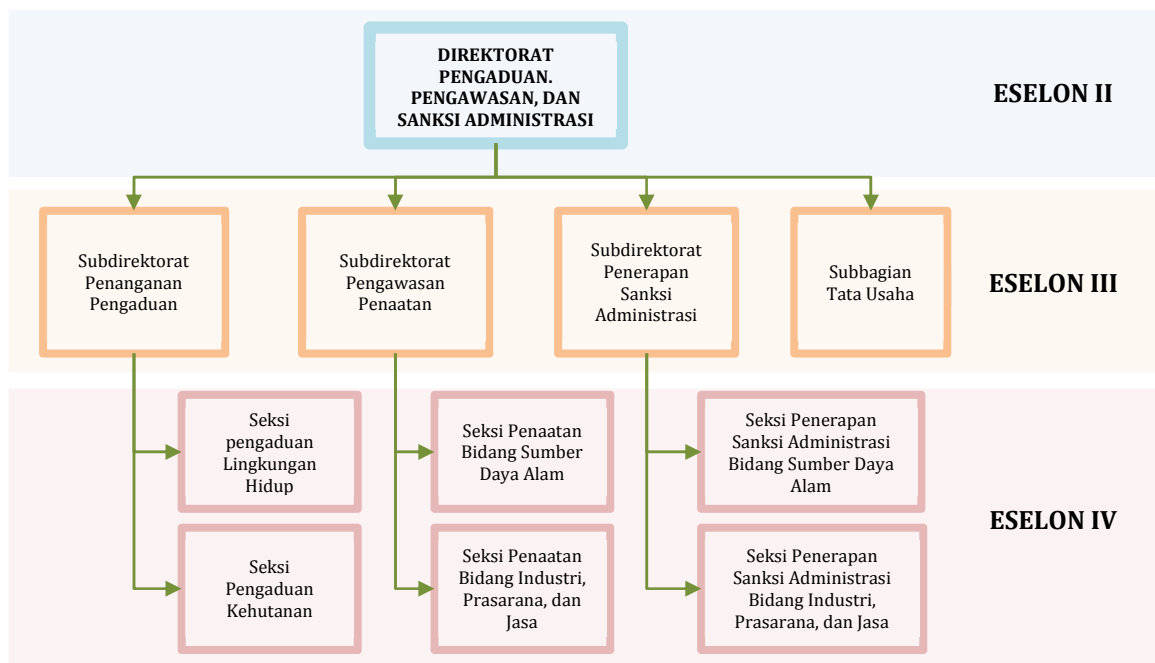 DIREKTORAT
PENGADUAN.
PENGAWASAN, DAN
SANKSI ADMINISTRASI
ESELON II
Subdirektorat
Penanganan
Pengaduan
Subdirektorat
Pengawasan
Penaatan
Subdirektorat
Penerapan
Sanksi
Administrasi
Subbagian
Tata Usaha
ESELON III
Seksi
pengaduan
Lingkungan
Hidup
Seksi Penaatan
Bidang Sumber
Daya Alam
Seksi Penerapan
Sanksi Administrasi
Bidang Sumber Daya
Alam
ESELON IV
Seksi
Pengaduan
Kehutanan
Seksi Penaatan
Bidang Industri,
Prasarana, dan
Jasa
Seksi Penerapan
Sanksi Administrasi
Bidang Industri,
Prasarana, dan Jasa